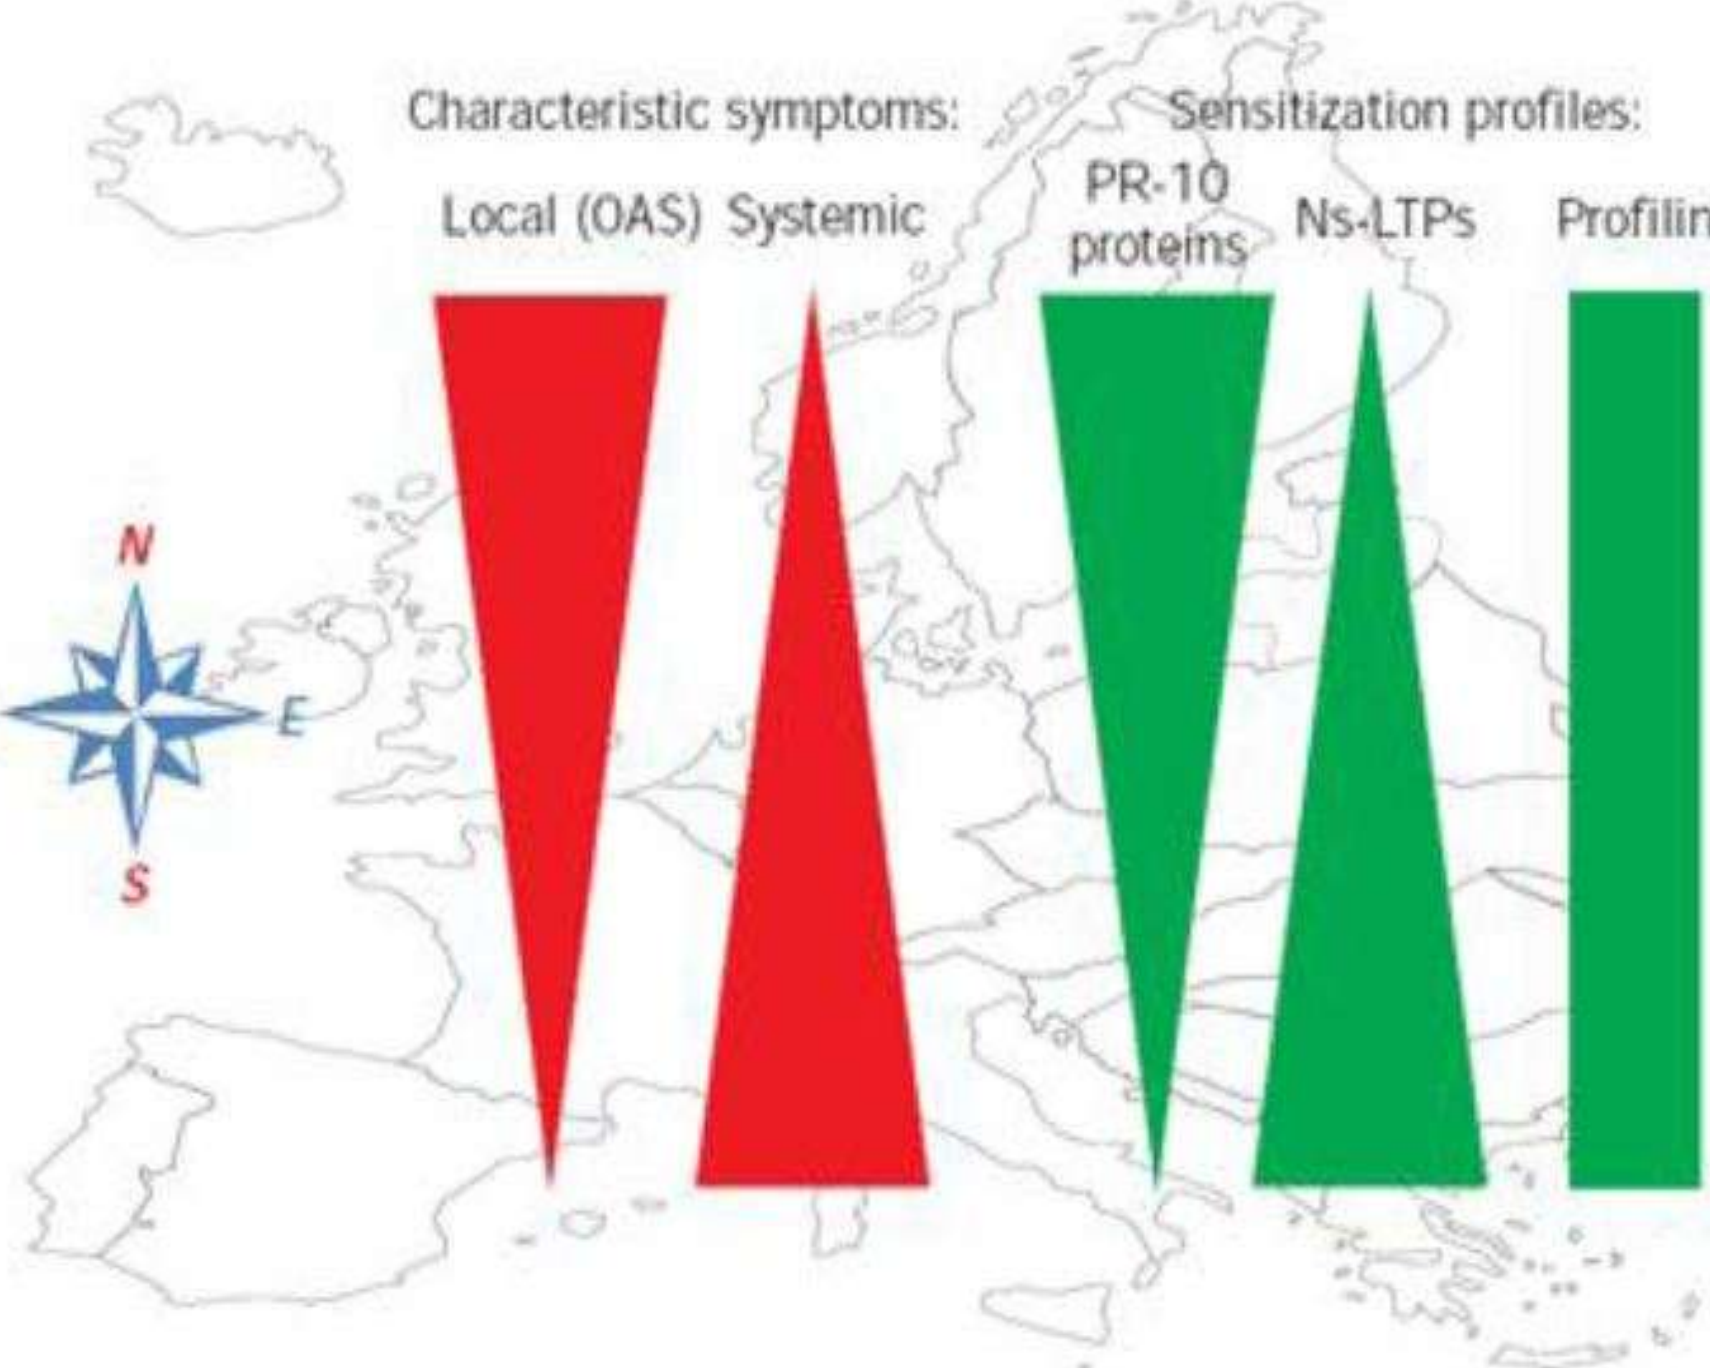 Characteristic symptoms:
Sensitization profiles:
Local (OAS)
Systemic
PR-10
proteins
Ns-LTPs
Profilin
N
E
S